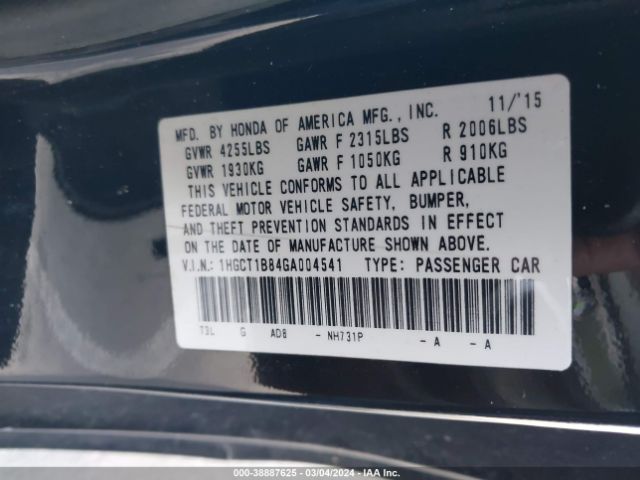 MFD. BY HONDA OF AMERICA MFG., INC. 11/'15
GVWR 4255LBS GAWR F 2315LBS R 2006LBS
GVWR 1930KG GAWR F 1050KG R 910KG
THIS VEHICLE CONFORMS TO ALL APPLICABLE
FEDERAL MOTOR VEHICLE SAFETY, BUMPER,
AND THEFT PREVENTION STANDARDS IN EFFECT
ON THE DATE OF MANUFACTURE SHOWN ABOVE.
V.I.N.: 1HGCT1B84GA004541 TYPE: PASSENGER CAR
T3L G AD8 - NH731P - A - A
000-38887625 - 03/04/2024 - IAA Inc.